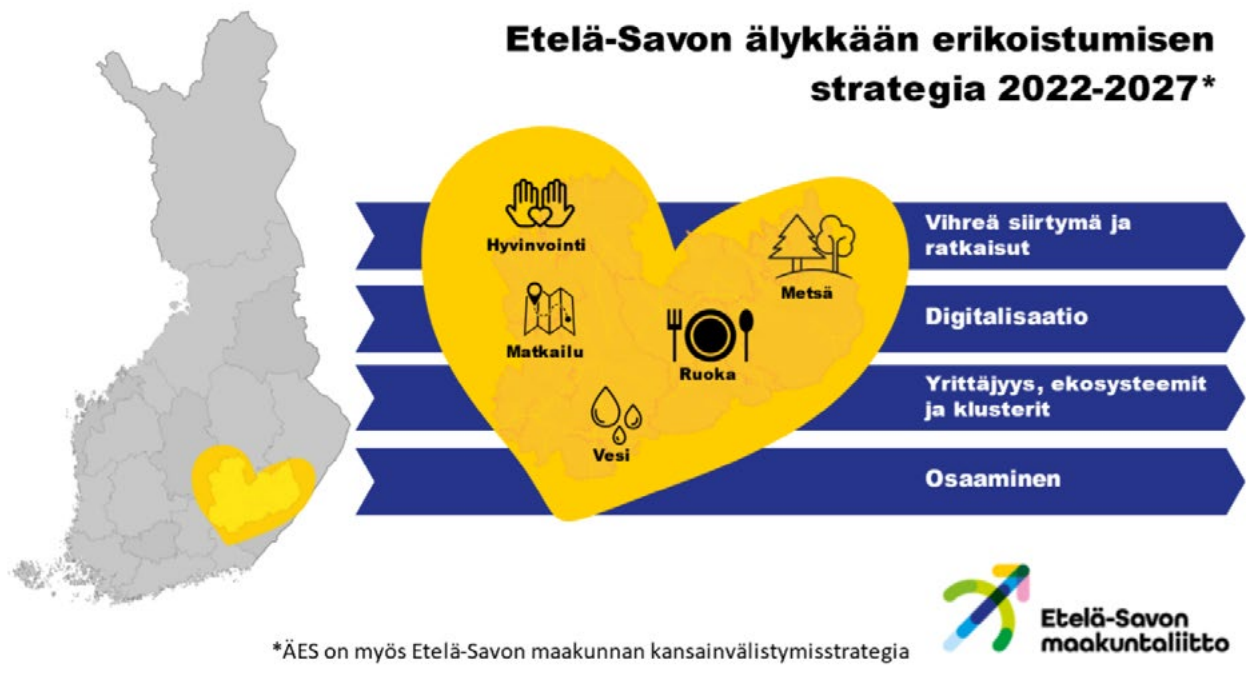 Etelä-Savon älykkään erikoistumisen
strategia 2022-2027*
Hyvinvointi
Metsä
Matkailu
Ruoka
Vesi
Vihreä siirtymä ja
ratkaisut
Digitalisaatio
Yrittäjyys, ekosysteemit
ja klusterit
Osaaminen
Etelä-Savon
maakuntaliitto
*ÄES on myös Etelä-Savon maakunnan kansainvälistymisstrategia